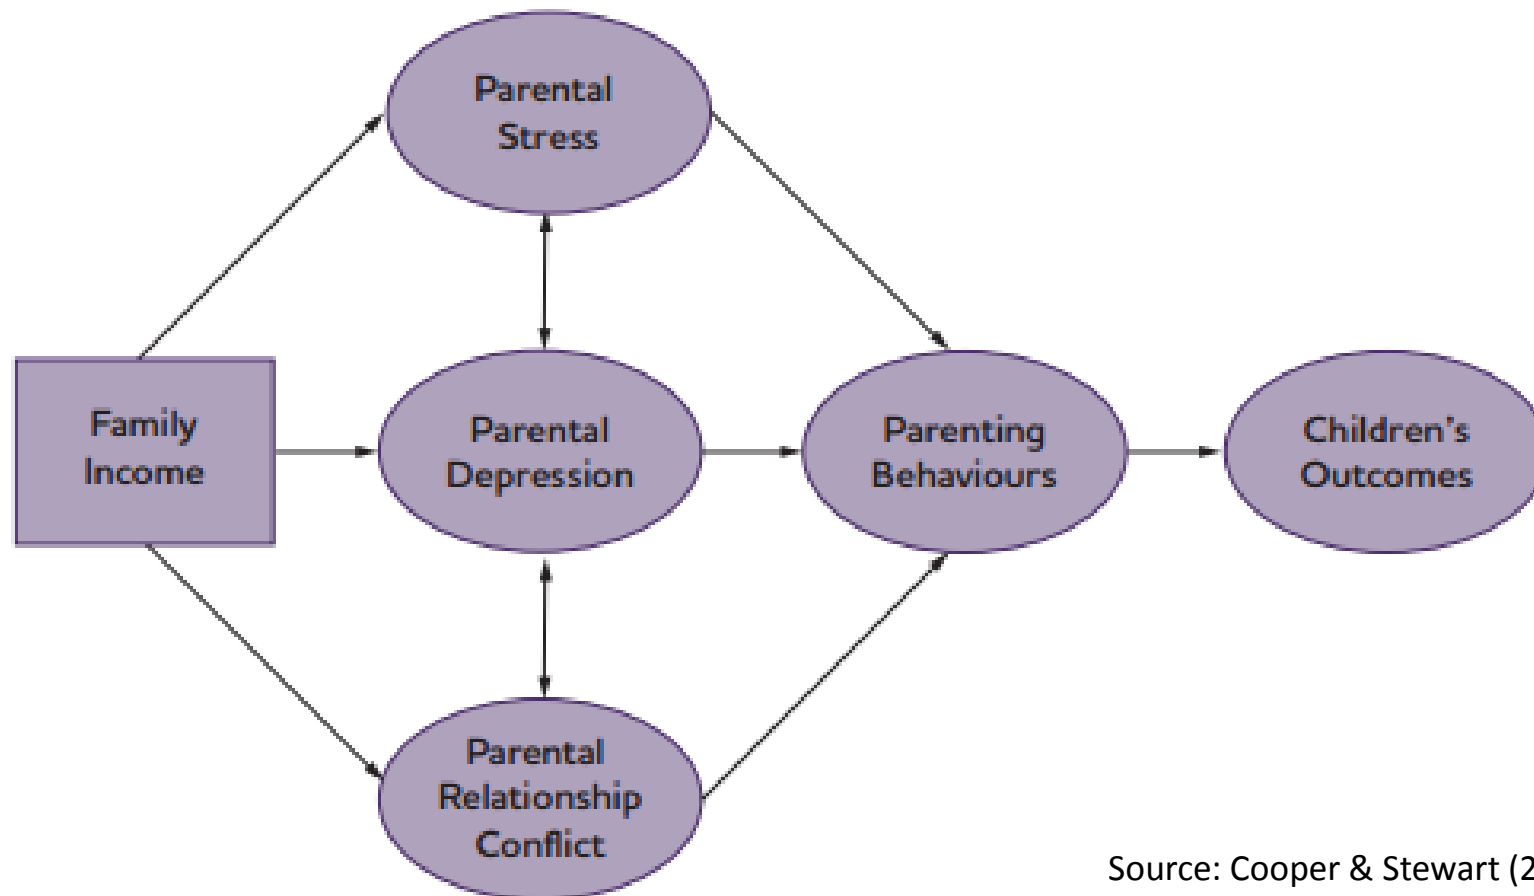 Parental
Stress
Family
Income
Parental
Depression
Parenting
Behaviours
Children's
Outcomes
Parental
Relationship
Conflict
Source: Cooper & Stewart (2